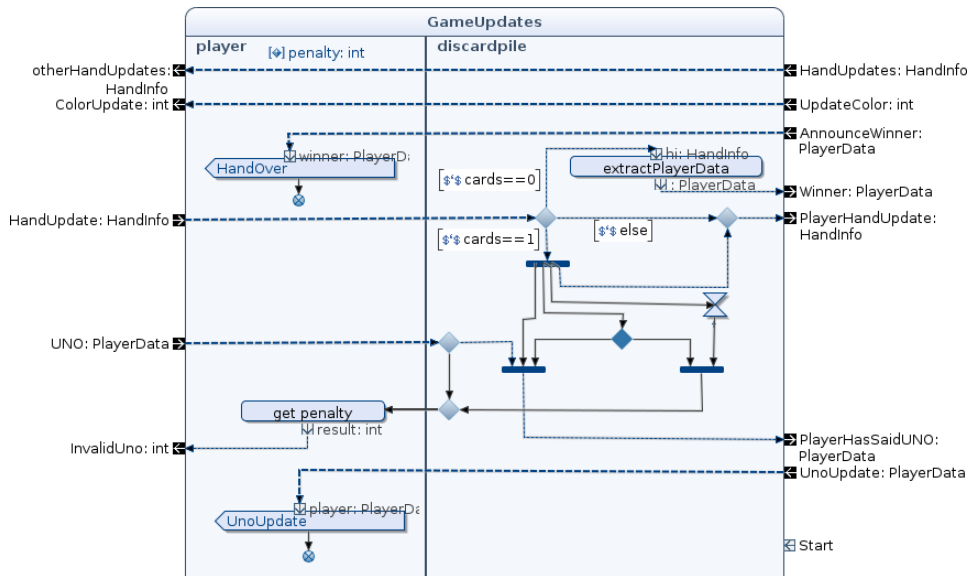 GameUpdates
player
discardpile
penalty: int
otherHandUpdates:
HandInfo
HandUpdates: HandInfo
ColorUpdate: int
UpdateColor: int
AnnounceWinner:
PlayerData
winner: PlayerDa
HandOver
hi: HandInfo
extractPlayerData
: PlayerData
Winner: PlayerData
[$'$ cards==0]
HandUpdate: HandInfo
PlayerHandUpdate:
HandInfo
[$'$ cards==1]
[$'$ else]
UNO: PlayerData
get penalty
result: int
InvalidUno: int
PlayerHasSaidUNO:
PlayerData
UnoUpdate: PlayerData
player: PlayerDa
UnoUpdate
Start